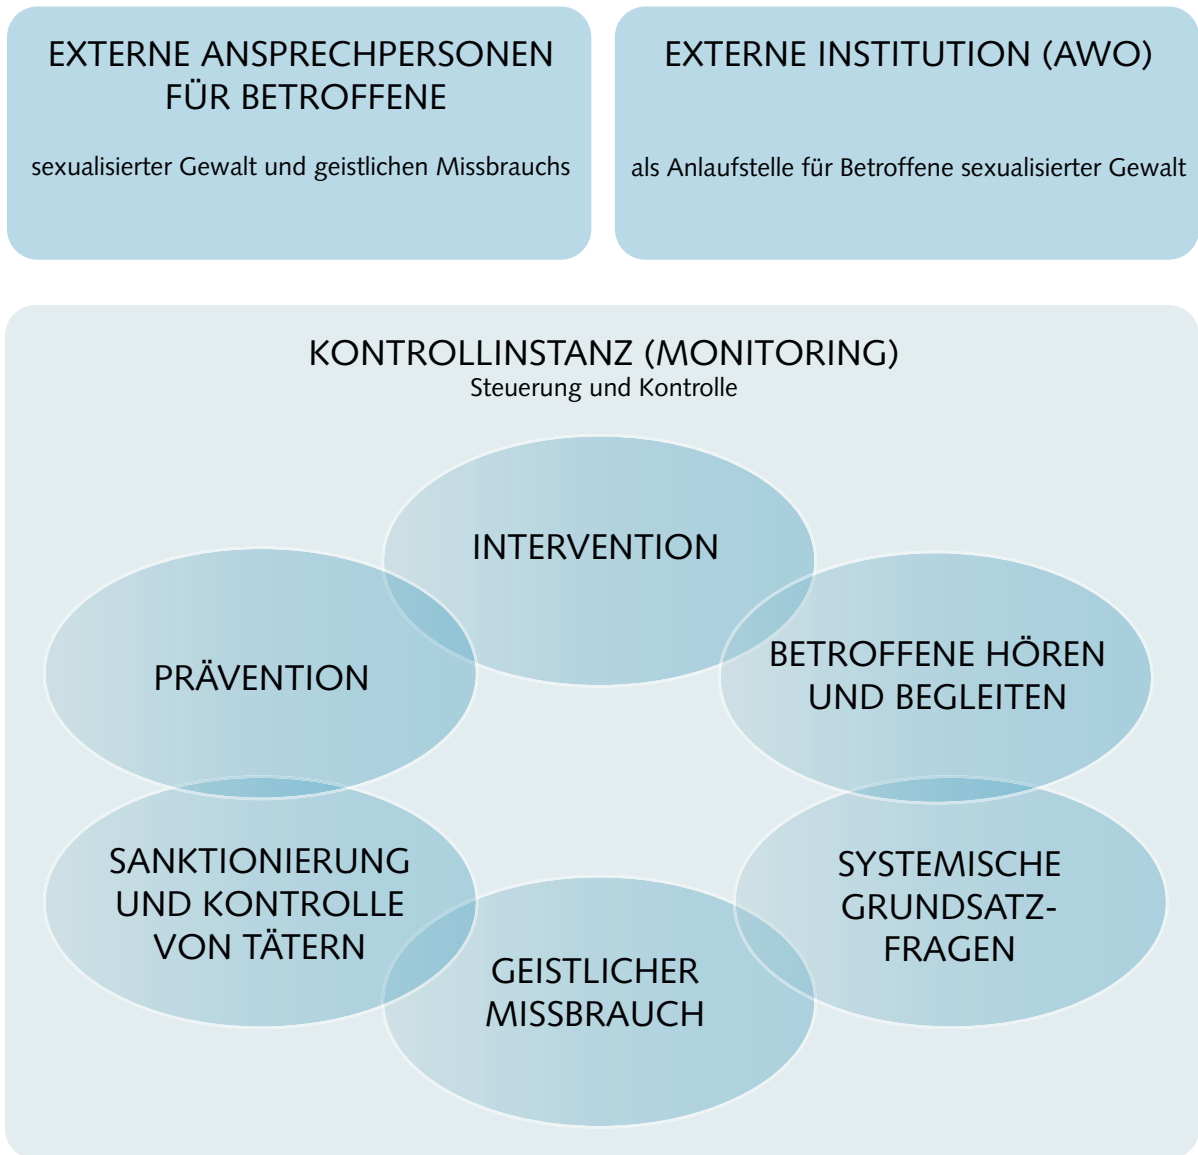 EXTERNE ANSPRECHPERSONEN
FÜR BETROFFENE
sexualisierter Gewalt und geistlichen Missbrauchs
EXTERNE INSTITUTION (AWO)
als Anlaufstelle für Betroffene sexualisierter Gewalt
KONTROLLINSTANZ (MONITORING)
Steuerung und Kontrolle
INTERVENTION
PRÄVENTION
BETROFFENE HÖREN
UND BEGLEITEN
SANKTIONIERUNG
UND KONTROLLE
VON TÄTERN
SYSTEMISCHE
GRUNDSATZ-
FRAGEN
GEISTLICHER
MISSBRAUCH